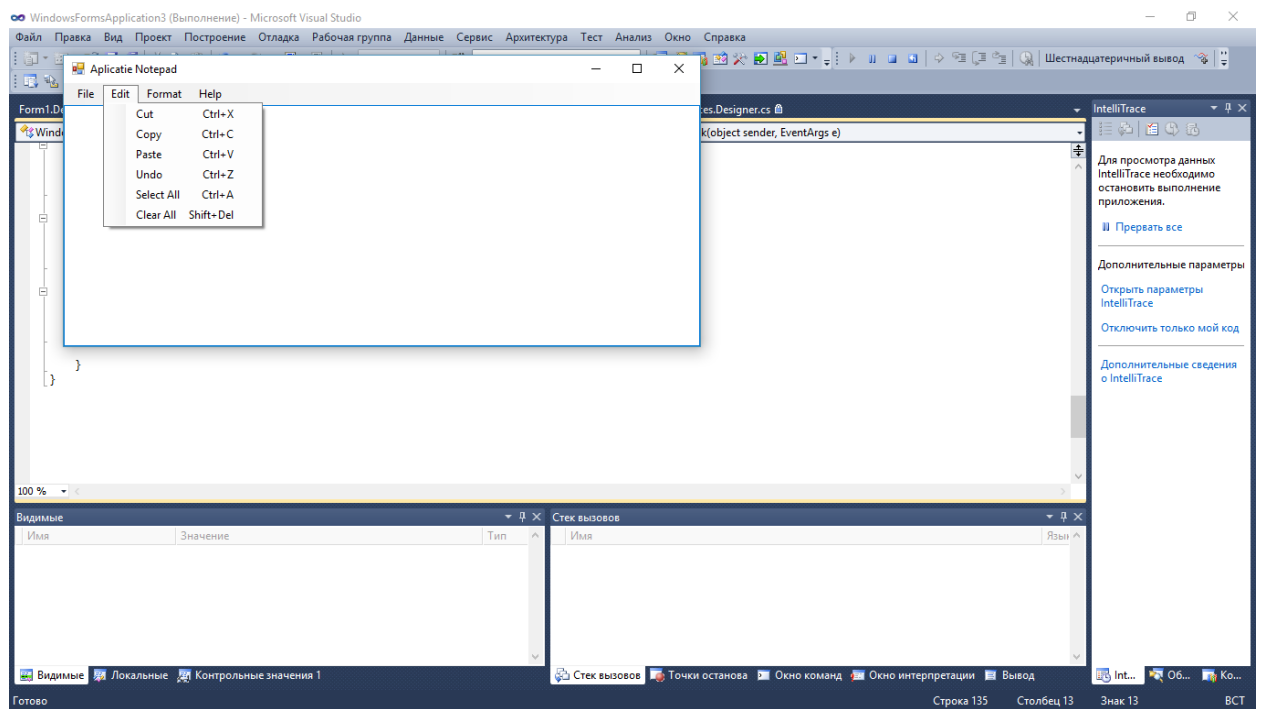 WindowsFormsApplication3 (Выполнение) - Microsoft Visual Studio
Файл Правка Вид Проект Построение Отладка Рабочая группа Данные Сервис Архитектура Тест Анализ Окно Справка
Шестнадцатеричный вывод
Aplicatie Notepad
File Edit Format Help
Cut Ctrl+X
Copy Ctrl+C
Paste Ctrl+V
Undo Ctrl+Z
Select All Ctrl+A
Clear All Shift+Del
Form1.De
es.Designer.cs
Wind
k(object sender, EventArgs e)
}
}
100 %
IntelliTrace
Для просмотра данных
IntelliTrace необходимо
остановить выполнение
приложения.
Прервать все
Дополнительные параметры
Открыть параметры
IntelliTrace
Отключить только мой код
Дополнительные сведения
о IntelliTrace
Видимые
Имя Значение Тип
Стек вызовов
Имя Язык
Видимые Локальные Контрольные значения 1
Стек вызовов Точки останова Окно команд Окно интерпретации Вывод
Int... Об... Ко...
Готово Строка 135 Столбец 13 Знак 13 ВСТ